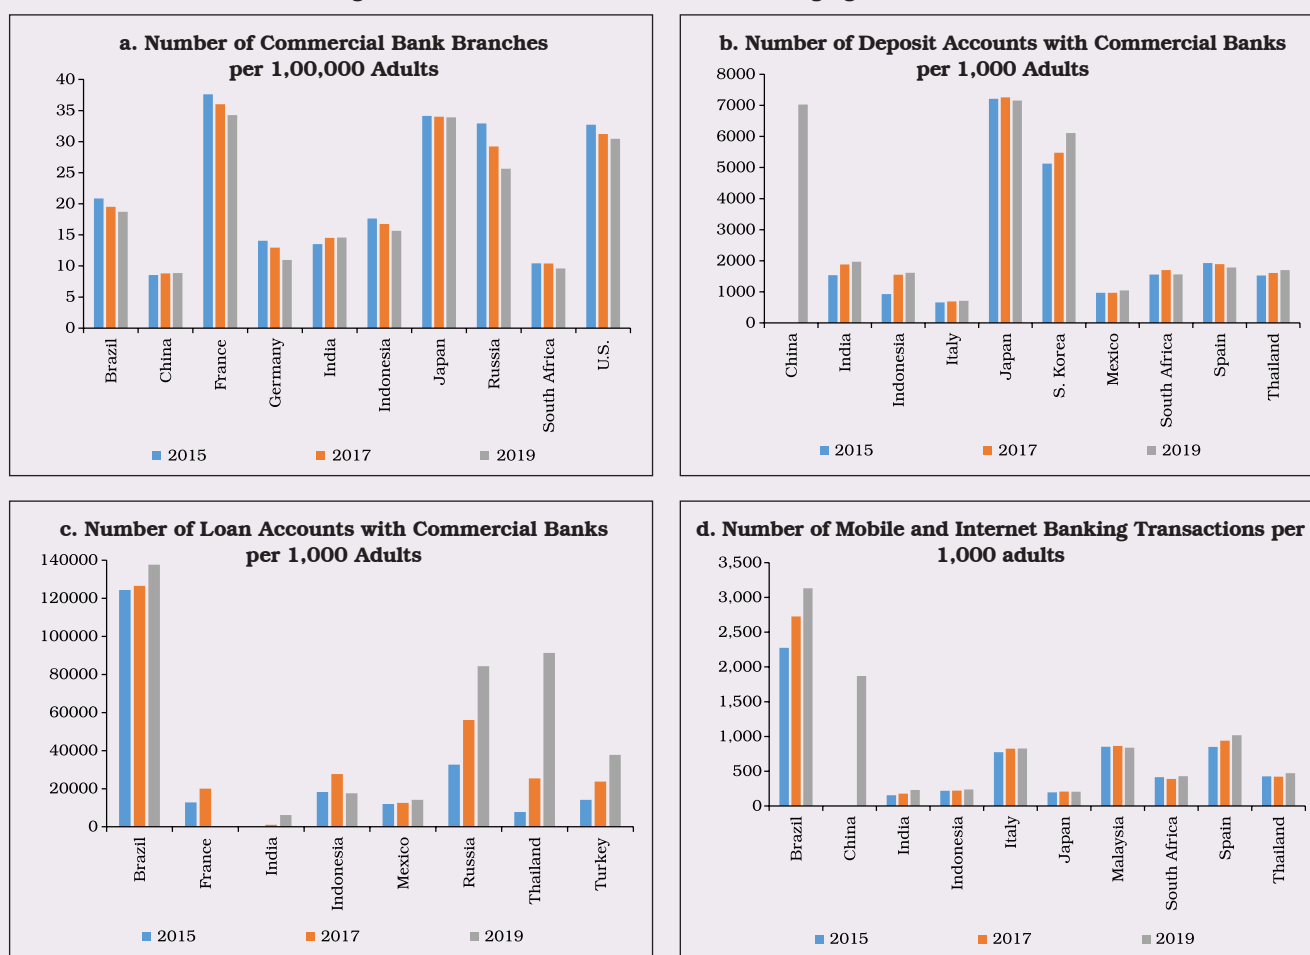 a. Number of Commercial Bank Branches
per 1,00,000 Adults
40
35
30
25
20
15
10
5
0
Brazil
China
France
Germany
India
Indonesia
Japan
Russia
South Africa
U.S.
2015 2017 2019
b. Number of Deposit Accounts with Commercial Banks
per 1,000 Adults
8000
7000
6000
5000
4000
3000
2000
1000
0
China
India
Indonesia
Italy
Japan
S. Korea
Mexico
South Africa
Spain
Thailand
2015 2017 2019
c. Number of Loan Accounts with Commercial Banks
per 1,000 Adults
140000
120000
100000
80000
60000
40000
20000
0
Brazil
France
India
Indonesia
Mexico
Russia
Thailand
Turkey
2015 2017 2019
d. Number of Mobile and Internet Banking Transactions per
1,000 adults
3,500
3,000
2,500
2,000
1,500
1,000
500
0
Brazil
China
India
Indonesia
Italy
Japan
Malaysia
South Africa
Spain
Thailand
2015 2017 2019